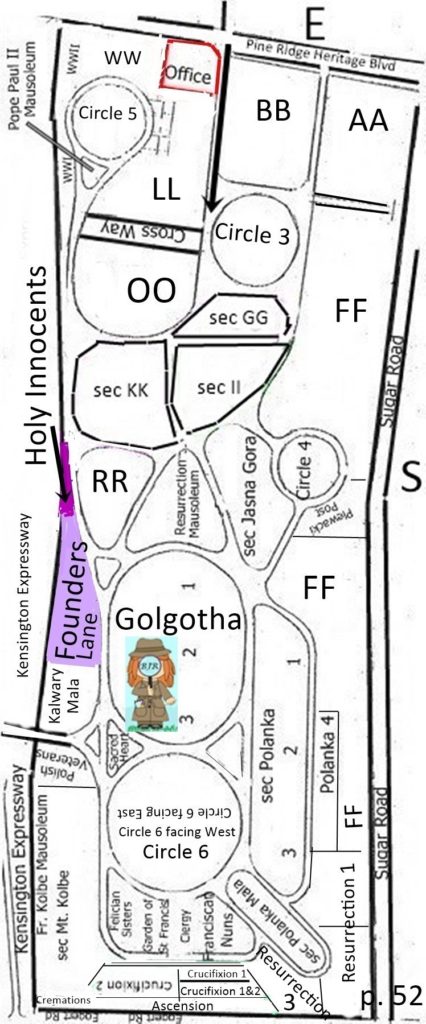 E
Pine Ridge Heritage Blvd
WWII
WW
Office
Pope Paul II
Mausoleum
Circle 5
BB
AA
WWI
LL
Cross Way
Circle 3
OO
sec GG
FF
Sugar Road
sec KK
sec II
Holy Innocents
S
RR
Resurrection
Mausoleum
sec Jasna Gora
Circle 4
Plewacki
Post
Kensington Expressway
Founders
Lane
FF
1
Golgotha
2
BJB
3
Kalwary
Mala
Sacred
Heart
sec Polanka
1
2
3
Polanka 4
FF
Sugar Road
Polish
Veterans
Circle 6 facing East
Circle 6 facing West
Circle 6
Kensington Expressway
Fr. Kolbe Mausoleum
sec Mt. Kolbe
Felician
Sisters
Garden of
St Francis
Clergy
Franciscan
Nuns
sec Polanka Mala
Resurrection 1
Resurrection
3
Crucifixion 2
Crucifixion 1
Crucifixion 1&2
Ascension
Cremations
p. 52
Eggert Rd
Eggert Rd